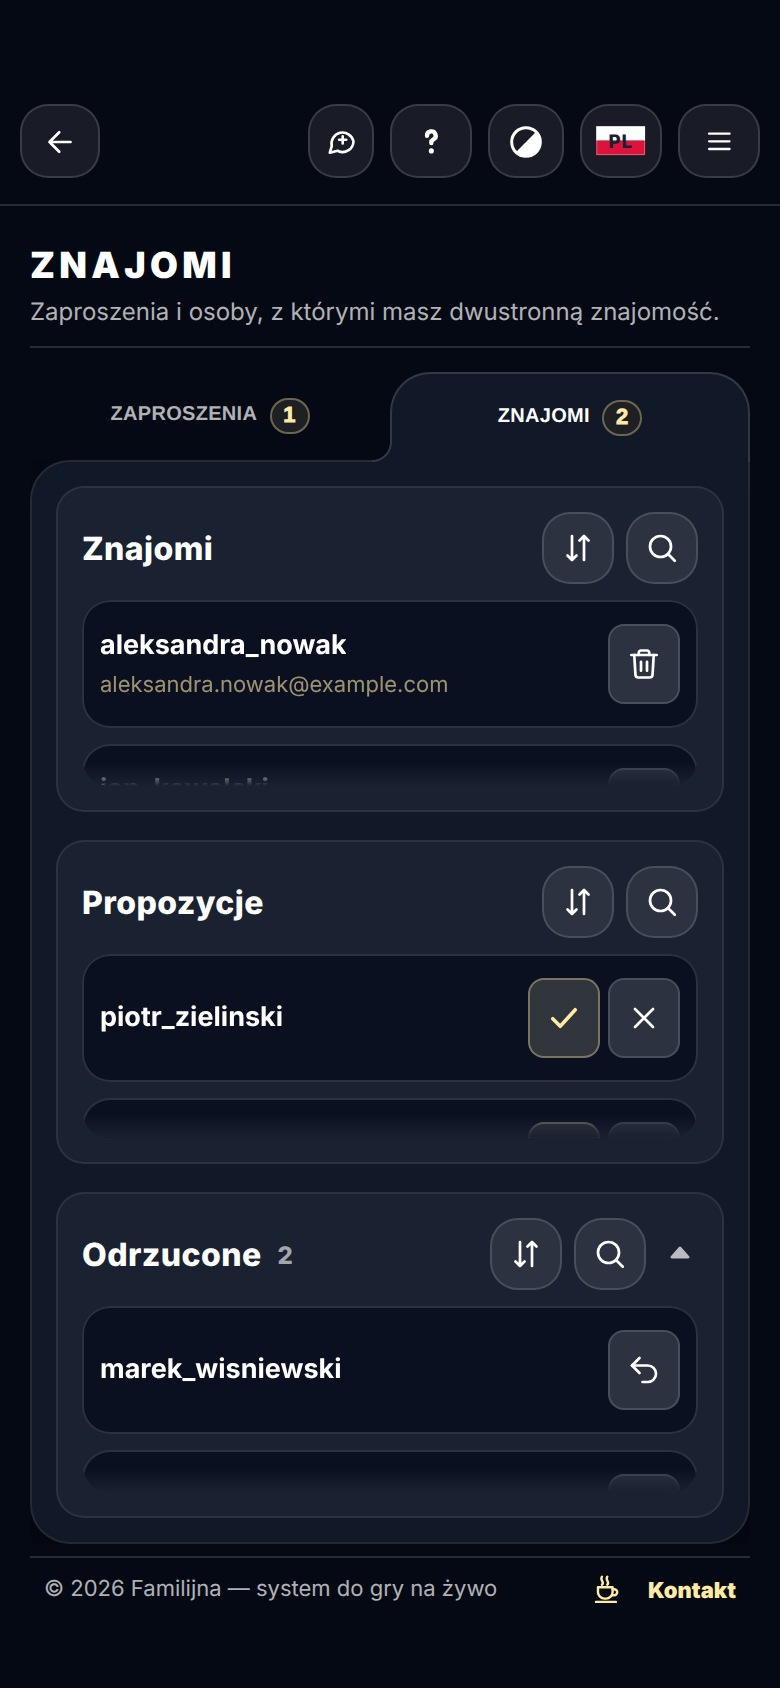 ?
PL
ZNAJOMI
Zaproszenia i osoby, z którymi masz dwustronną znajomość.
ZAPROSZENIA 1
ZNAJOMI 2
Znajomi
aleksandra_nowak
aleksandra.nowak@example.com
Propozycje
piotr_zielinski
Odrzucone 2
marek_wisniewski
© 2026 Familijna — system do gry na żywo
Kontakt